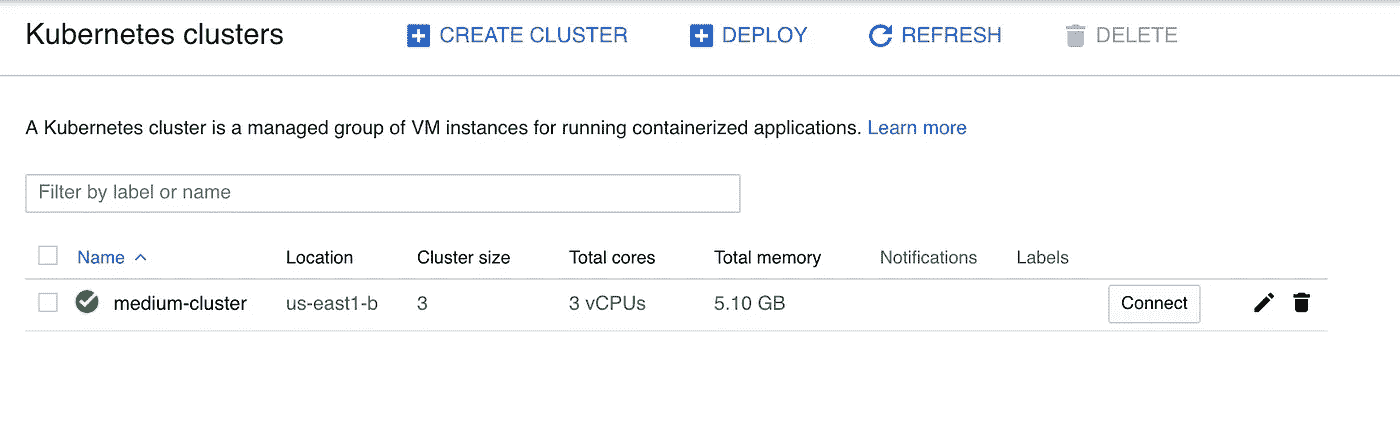 Kubernetes clusters CREATE CLUSTER DEPLOY REFRESH DELETE
A Kubernetes cluster is a managed group of VM instances for running containerized applications. Learn more
Filter by label or name
Name Location Cluster size Total cores Total memory Notifications Labels
medium-cluster us-east1-b 3 3 vCPUs 5.10 GB Connect